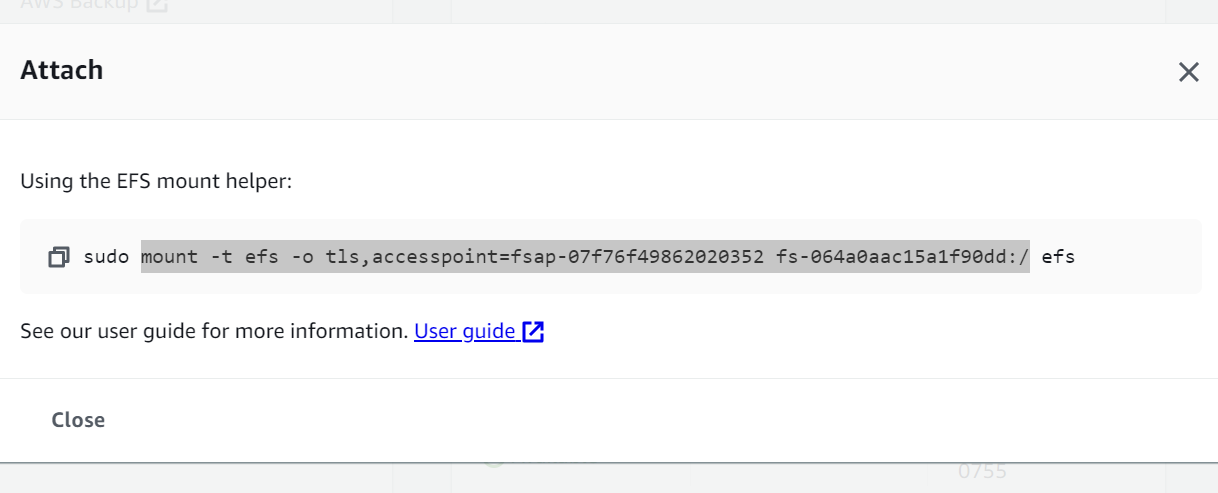 AWS Backup
Attach
Using the EFS mount helper:
sudo mount -t efs -o tls,accesspoint=fsap-07f76f49862020352 fs-064a0aac15a1f90dd:/ efs
See our user guide for more information. User guide
Close
0755